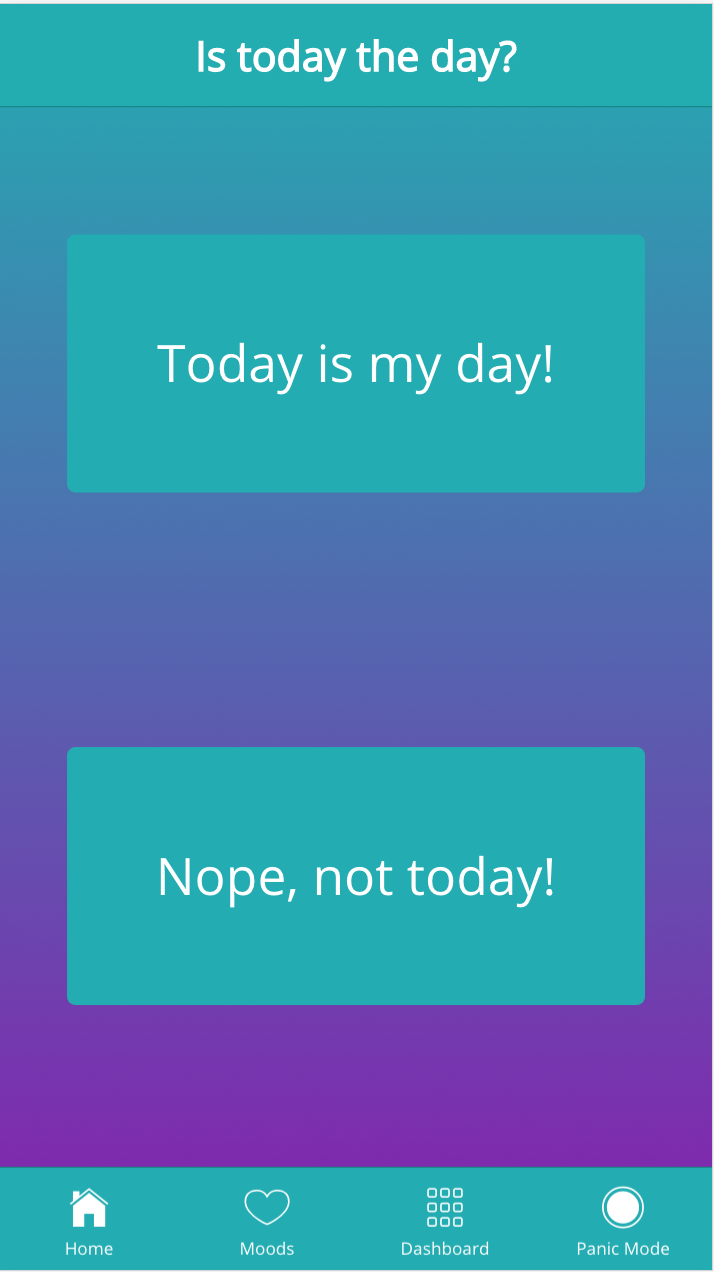 Is today the day?
Today is my day!
Nope, not today!
Home
Moods
Dashboard
Panic Mode